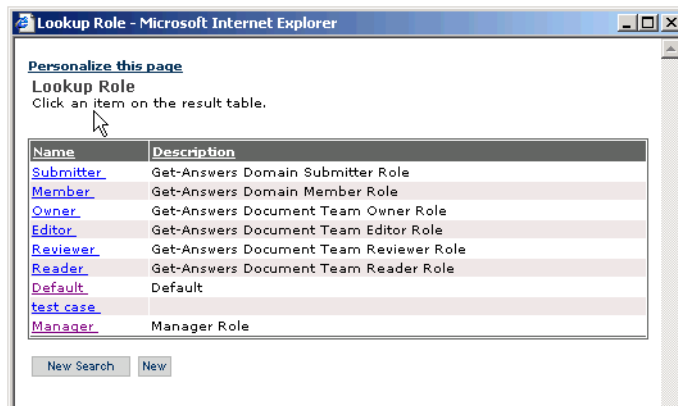 Lookup Role - Microsoft Internet Explorer
Personalize this page
Lookup Role
Click an item on the result table.
Name Description
Submitter Get-Answers Domain Submitter Role
Member Get-Answers Domain Member Role
Owner Get-Answers Document Team Owner Role
Editor Get-Answers Document Team Editor Role
Reviewer Get-Answers Document Team Reviewer Role
Reader Get-Answers Document Team Reader Role
Default Default
test case
Manager Manager Role
New Search New